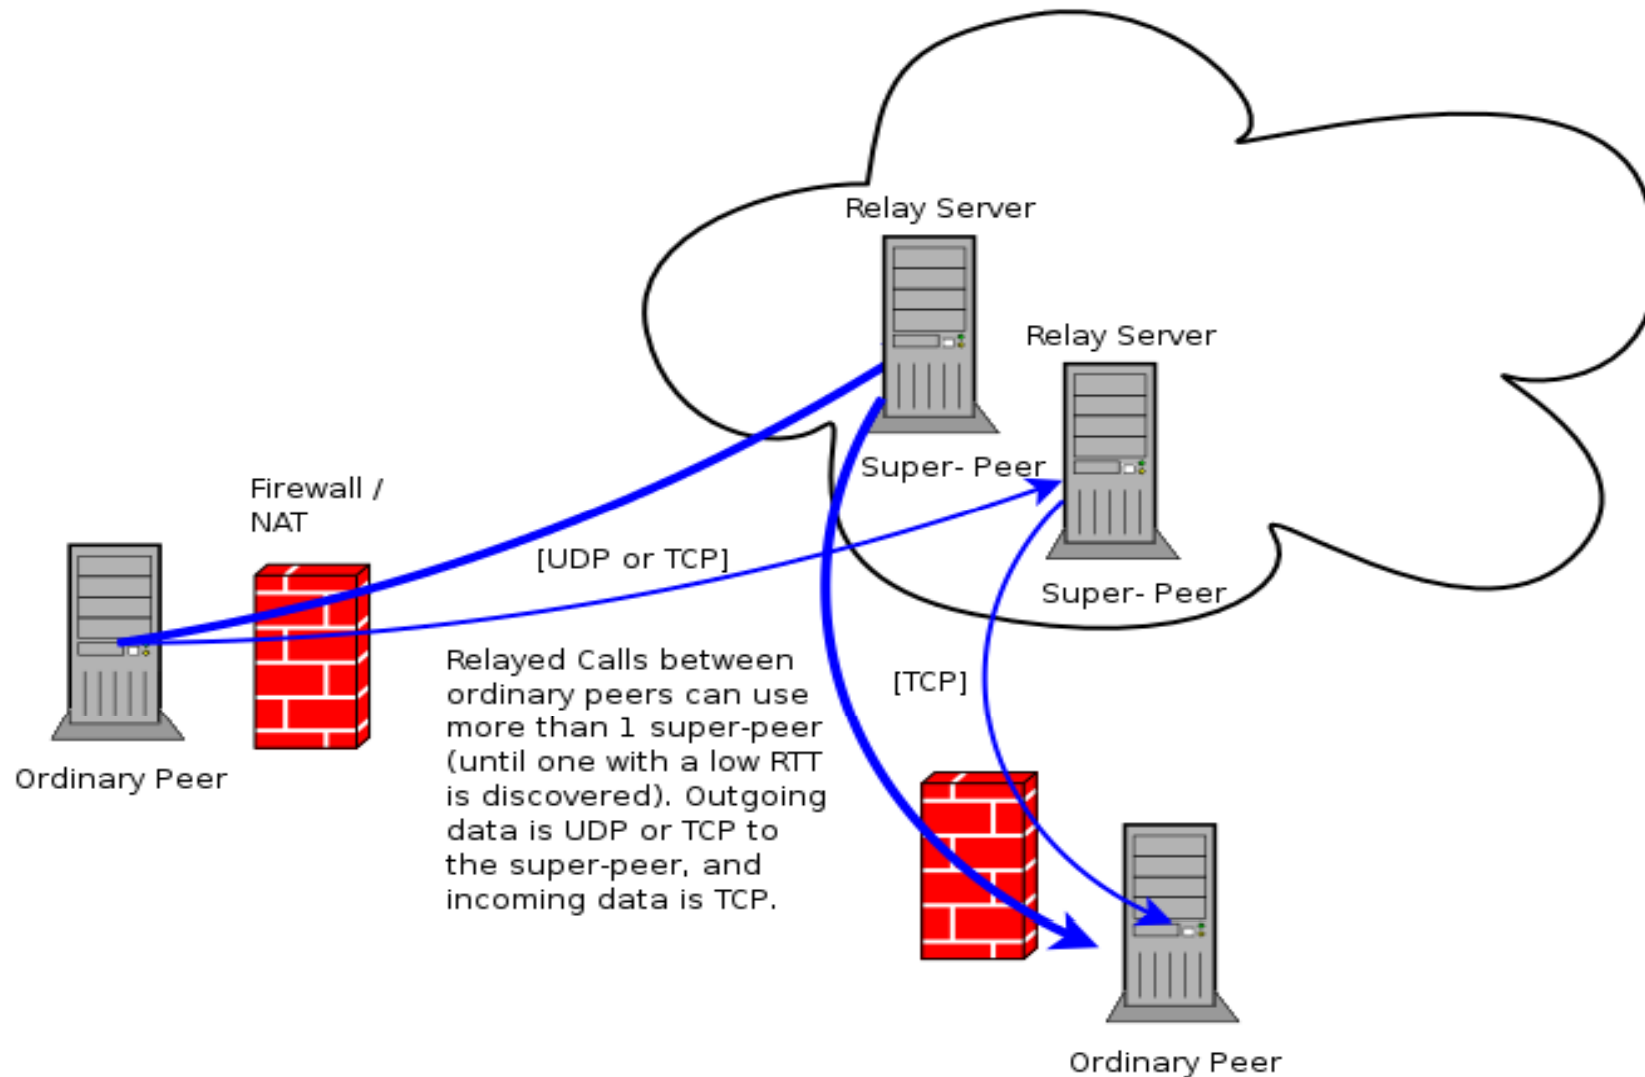 Relay Server
Relay Server
Super- Peer
Firewall /
NAT
[UDP or TCP]
Super- Peer
Relayed Calls between
ordinary peers can use
more than 1 super-peer
(until one with a low RTT
is discovered). Outgoing
data is UDP or TCP to
the super-peer, and
incoming data is TCP.
[TCP]
Ordinary Peer
Ordinary Peer